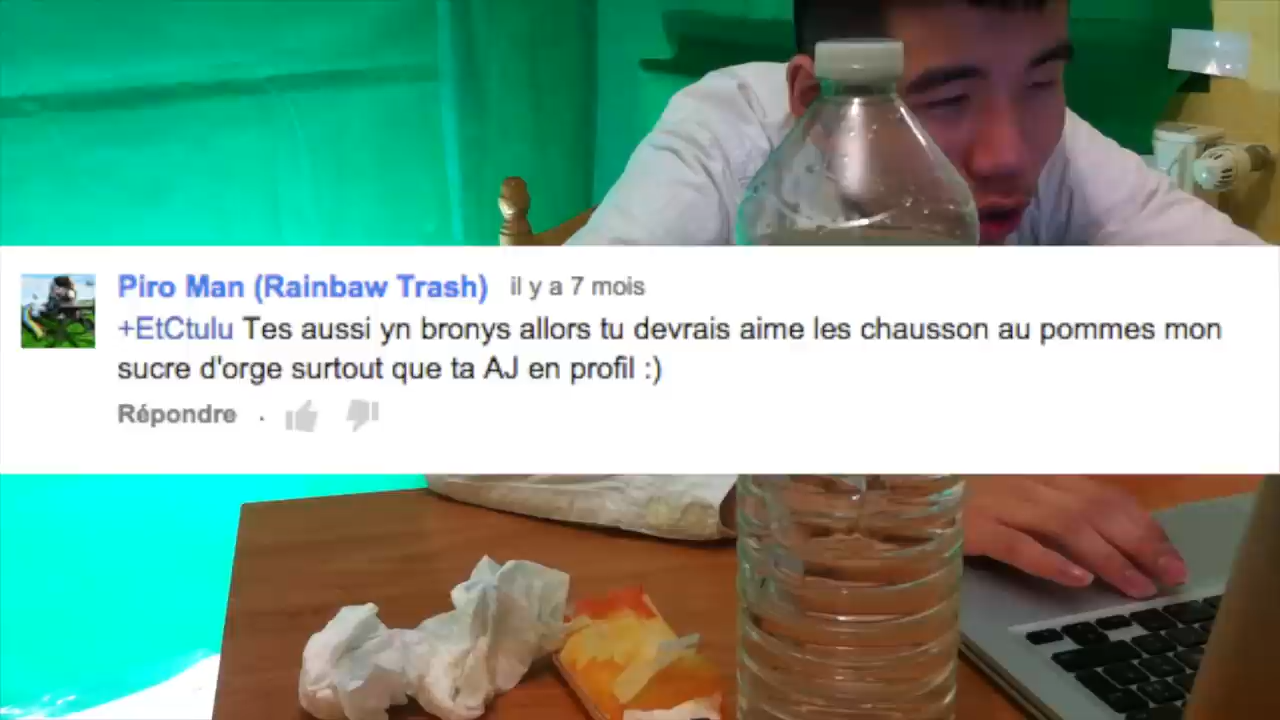 Piro Man (Rainbaw Trash) il y a 7 mois
+EtCtulu Tes aussi yn bronys allors tu devrais aime les chausson au pommes mon
sucre d'orge surtout que ta AJ en profil :)
Répondre .